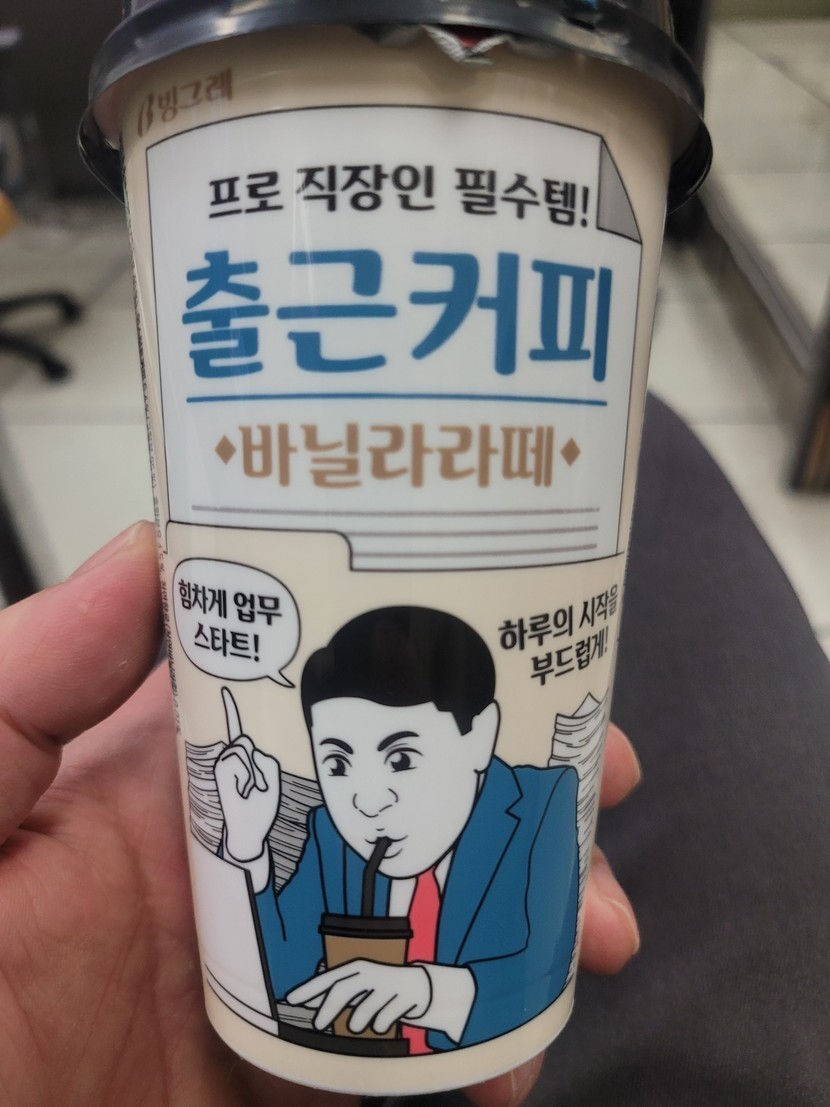 빙그레
프로 직장인 필수템!
출근커피
바닐라라떼
힘차게 업무
스타트!
하루의 시작을
부드럽게!